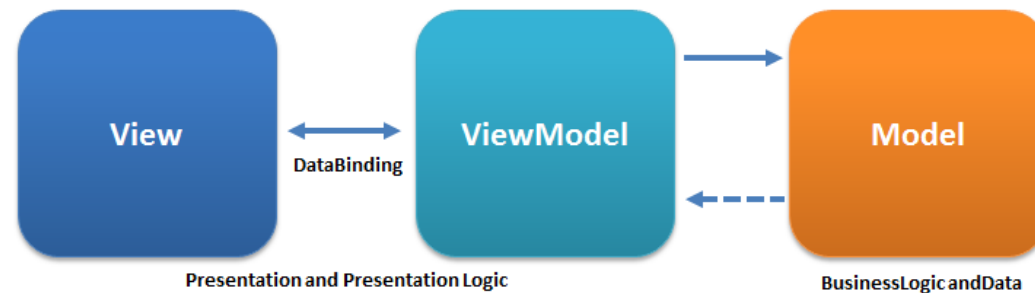 View
ViewModel
Model
DataBinding
Presentation and Presentation Logic
BusinessLogic andData